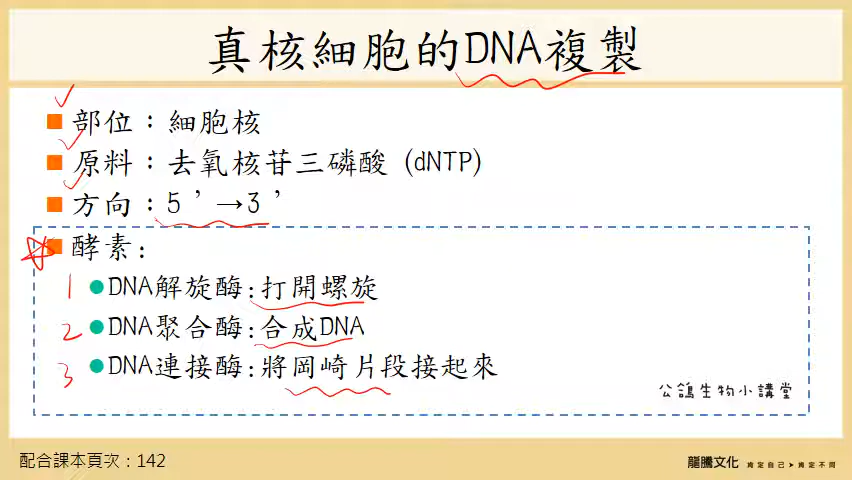 真核細胞的DNA複製
部位：細胞核
原料：去氧核苷三磷酸 (dNTP)
方向：5’→3’
酵素:
1 DNA解旋酶:打開螺旋
2 DNA聚合酶:合成DNA
3 DNA連接酶:將岡崎片段接起來
公鴿生物小講堂
配合課本頁次：142
龍騰文化 肯定自己➤肯定不同